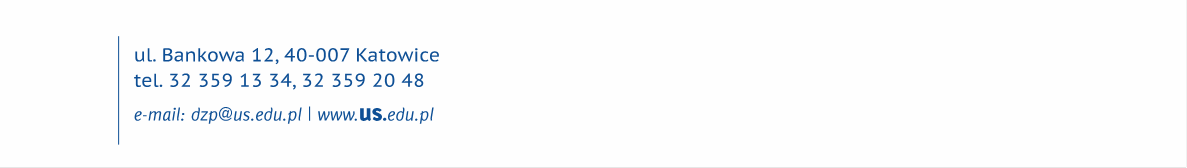 ul. Bankowa 12, 40-007 Katowice
tel. 32 359 13 34, 32 359 20 48
e-mail: dzp@us.edu.pl | www.us.edu.pl